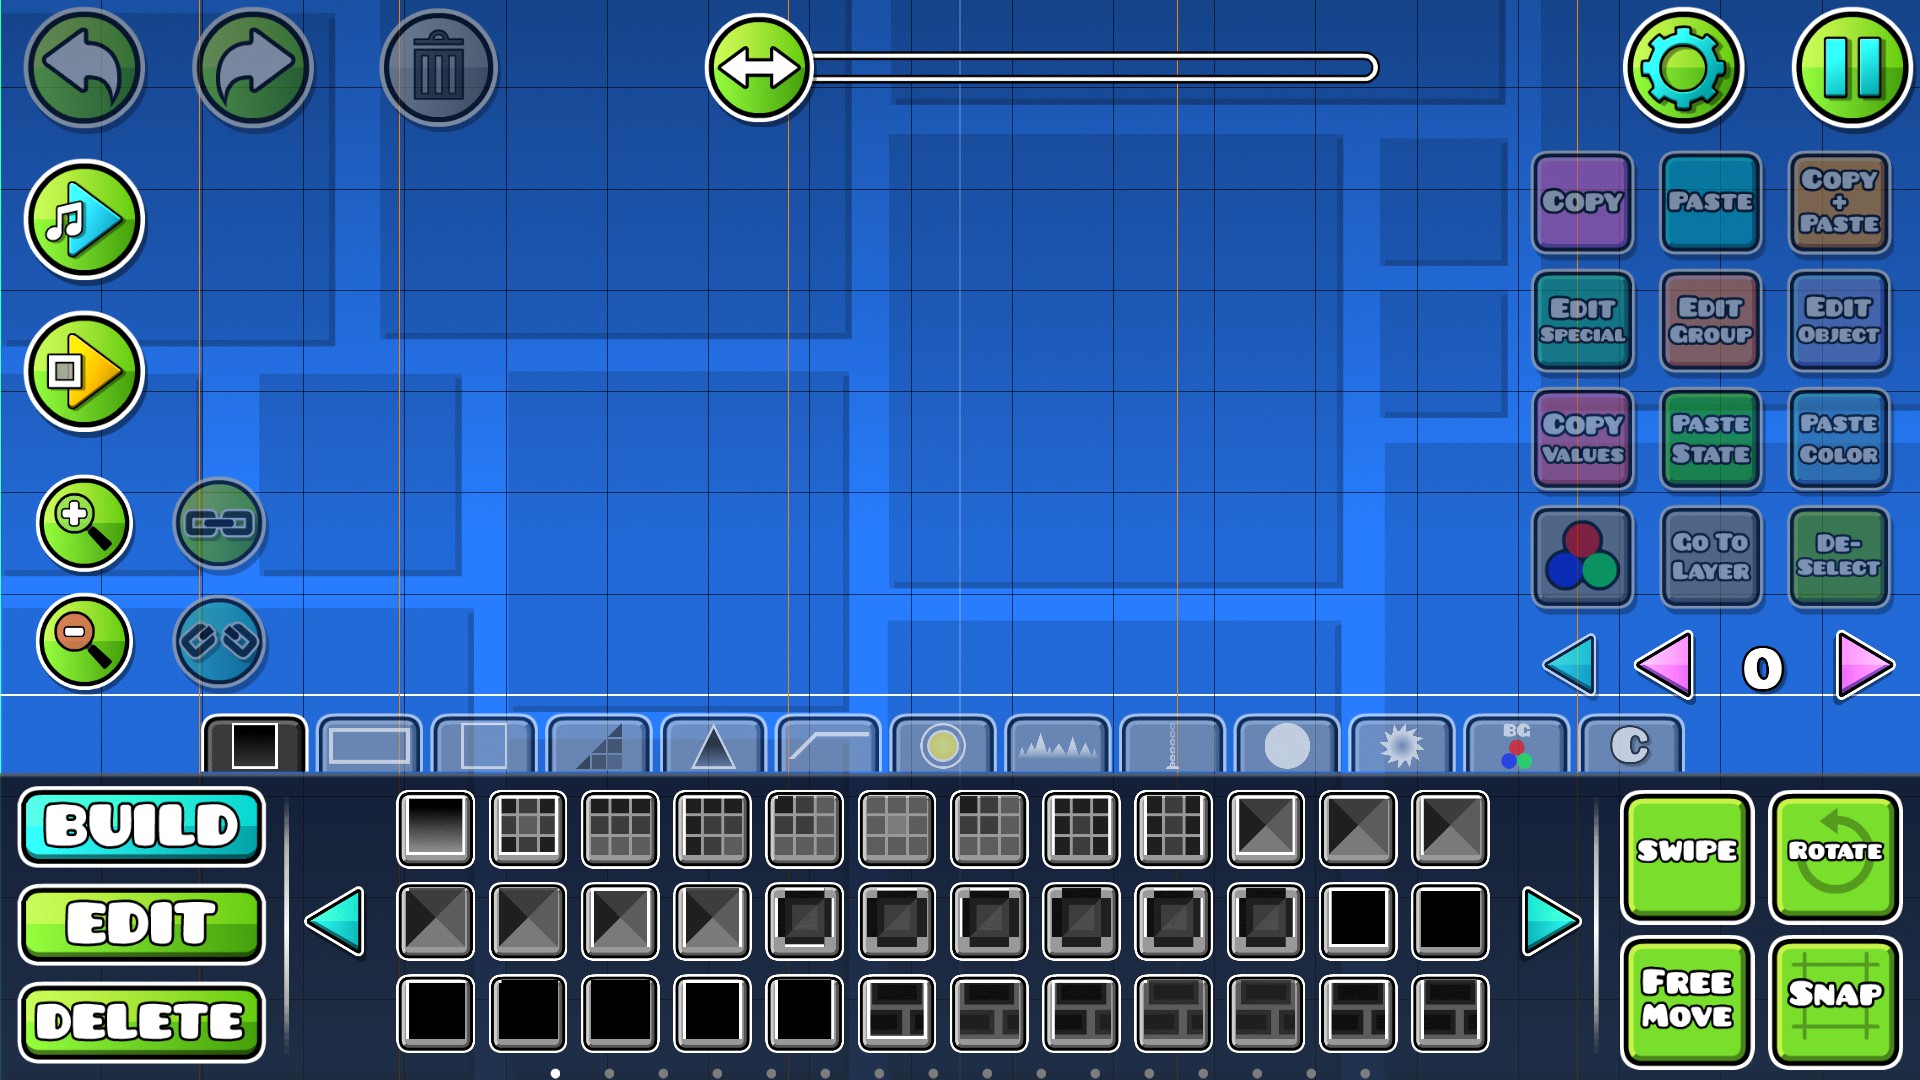 COPY
PASTE
COPY
+
PASTE
EDIT
SPECIAL
EDIT
GROUP
EDIT
OBJECT
COPY
VALUES
PASTE
STATE
PASTE
COLOR
GO TO
LAYER
DE-
SELECT
0
BG
C
BUILD
EDIT
DELETE
SWIPE
ROTATE
FREE
MOVE
SNAP